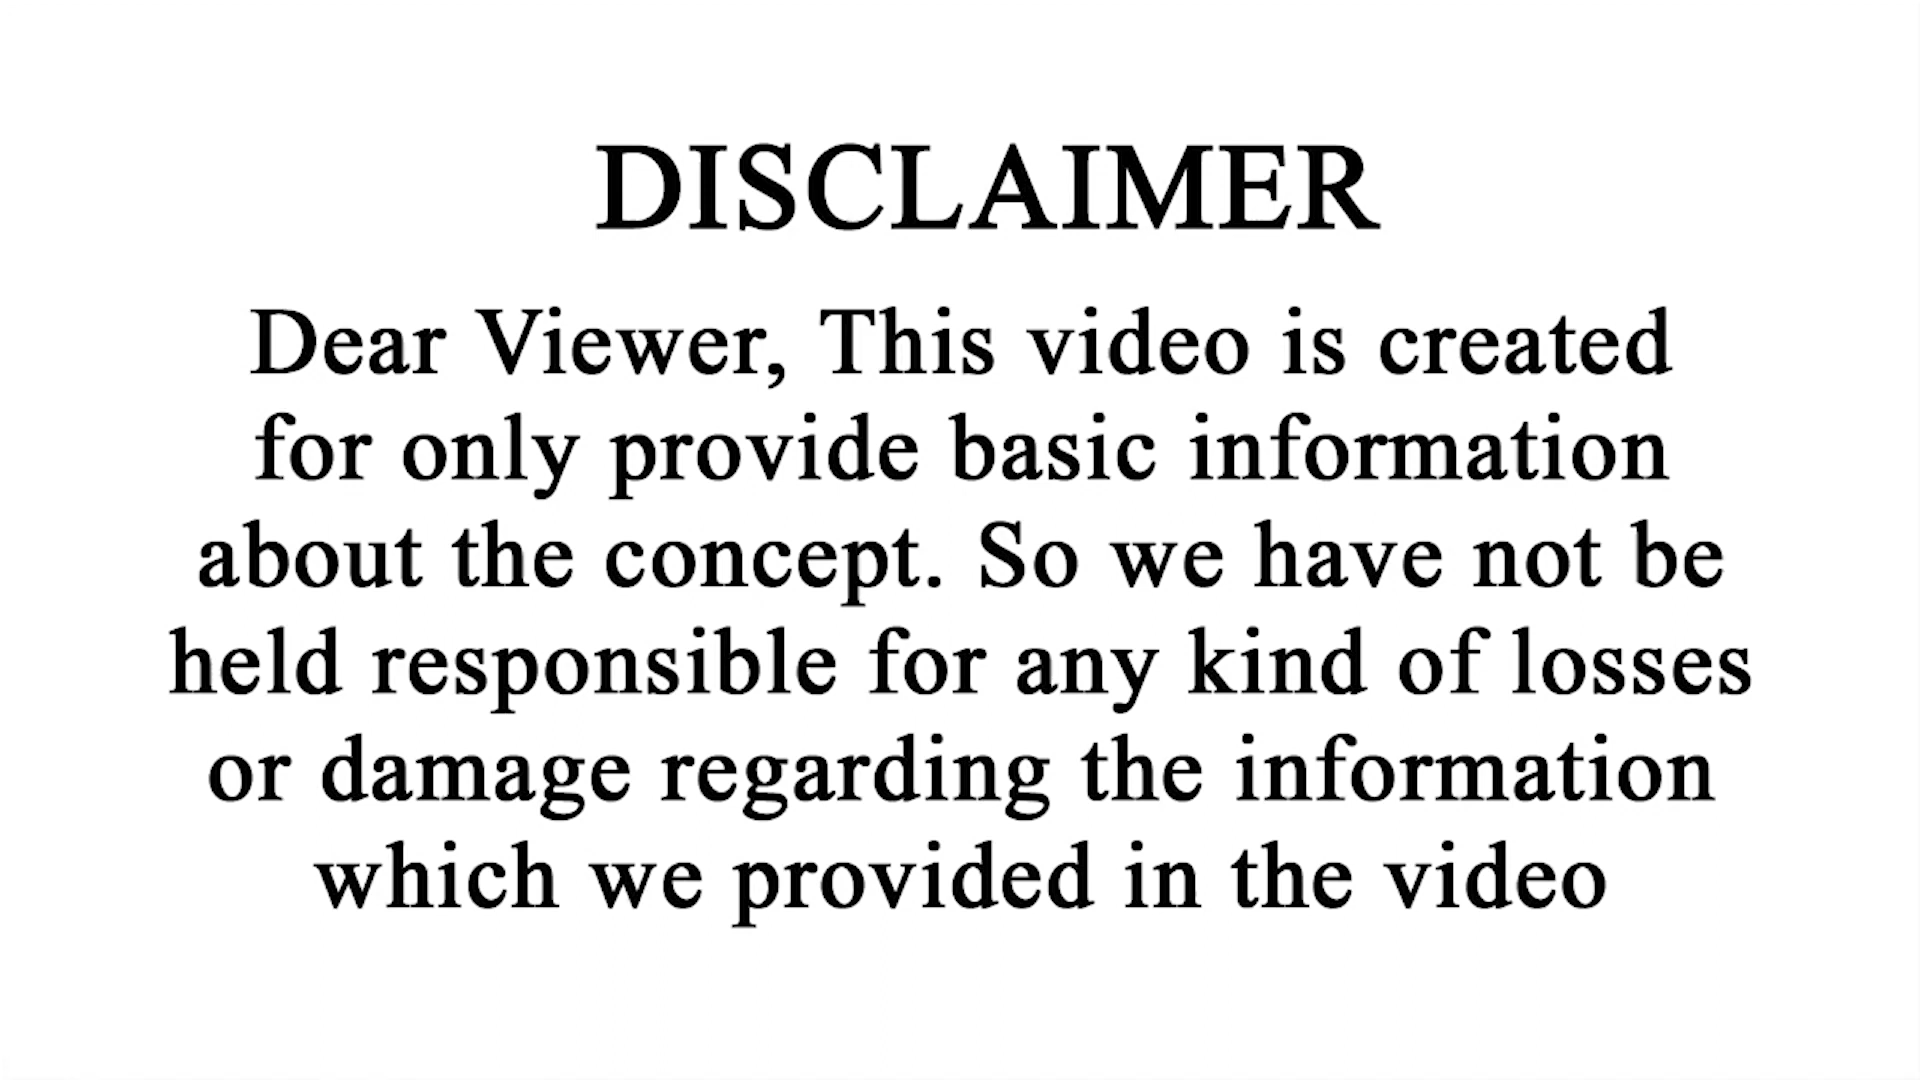 DISCLAIMER
Dear Viewer, This video is created
for only provide basic information
about the concept. So we have not be
held responsible for any kind of losses
or damage regarding the information
which we provided in the video